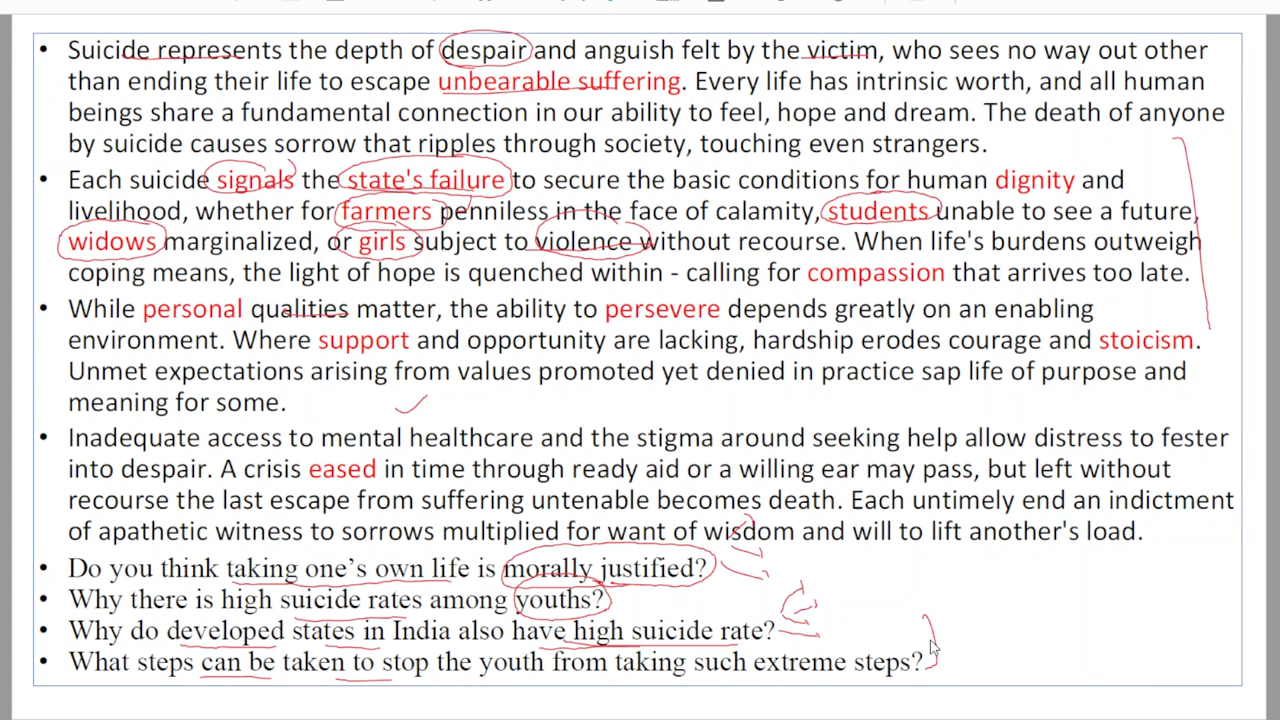 • Suicide represents the depth of despair and anguish felt by the victim, who sees no way out other
than ending their life to escape unbearable suffering. Every life has intrinsic worth, and all human
beings share a fundamental connection in our ability to feel, hope and dream. The death of anyone
by suicide causes sorrow that ripples through society, touching even strangers.
• Each suicide signals the state's failure to secure the basic conditions for human dignity and
livelihood, whether for farmers penniless in the face of calamity, students unable to see a future,
widows marginalized, or girls subject to violence without recourse. When life's burdens outweigh
coping means, the light of hope is quenched within - calling for compassion that arrives too late.
• While personal qualities matter, the ability to persevere depends greatly on an enabling
environment. Where support and opportunity are lacking, hardship erodes courage and stoicism.
Unmet expectations arising from values promoted yet denied in practice sap life of purpose and
meaning for some.
• Inadequate access to mental healthcare and the stigma around seeking help allow distress to fester
into despair. A crisis eased in time through ready aid or a willing ear may pass, but left without
recourse the last escape from suffering untenable becomes death. Each untimely end an indictment
of apathetic witness to sorrows multiplied for want of wisdom and will to lift another's load.
• Do you think taking one’s own life is morally justified?
• Why there is high suicide rates among youths?
• Why do developed states in India also have high suicide rate?
• What steps can be taken to stop the youth from taking such extreme steps?